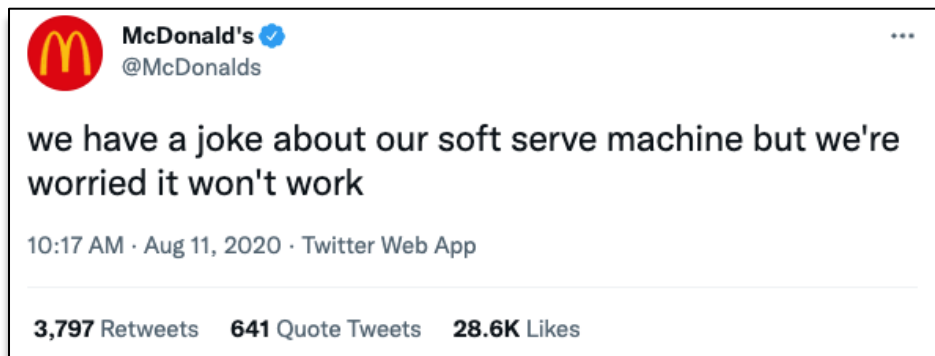 McDonald's
@McDonalds
we have a joke about our soft serve machine but we're
worried it won't work
10:17 AM · Aug 11, 2020 · Twitter Web App
3,797 Retweets 641 Quote Tweets 28.6K Likes